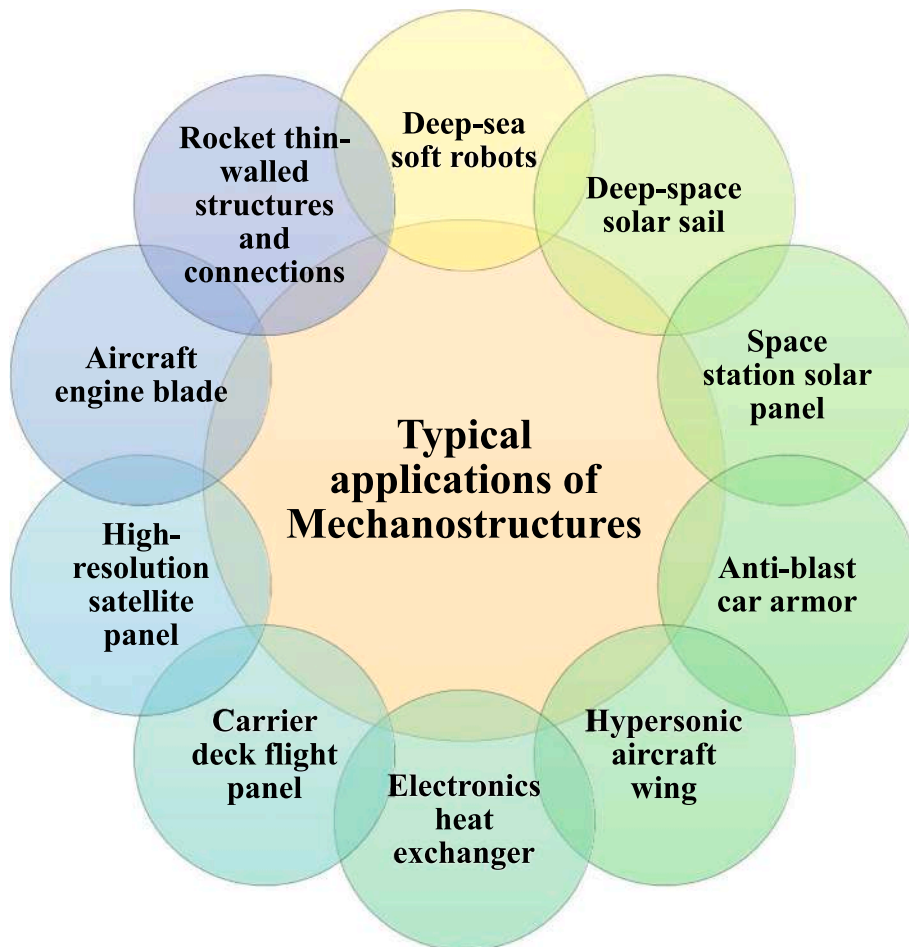 Deep-sea
soft robots
Deep-space
solar sail
Space
station solar
panel
Anti-blast
car armor
Hypersonic
aircraft
wing
Electronics
heat
exchanger
Carrier
deck flight
panel
High-
resolution
satellite
panel
Aircraft
engine blade
Rocket thin-
walled
structures
and
connections
Typical
applications of
Mechanostructures